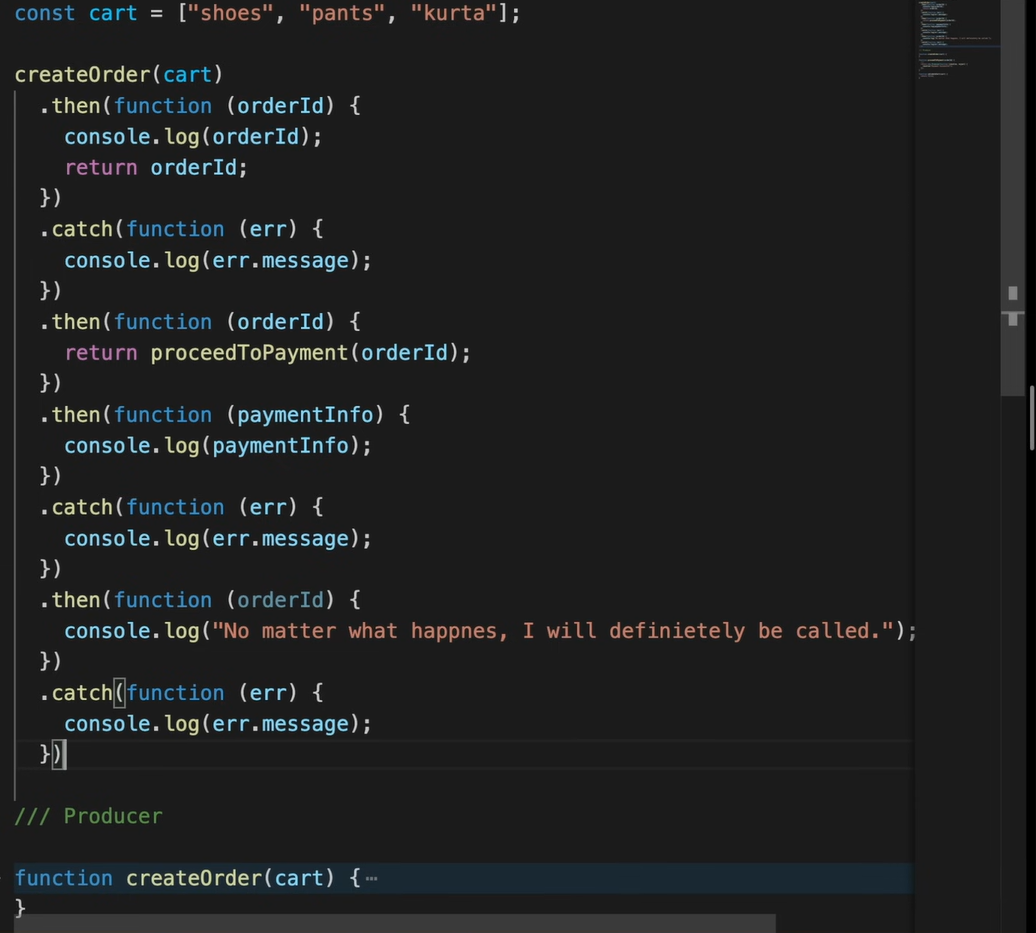 const cart = ["shoes", "pants", "kurta"];
createOrder(cart)
.then(function (orderId) {
console.log(orderId);
return orderId;
})
.catch(function (err) {
console.log(err.message);
})
.then(function (orderId) {
return proceedToPayment(orderId);
})
.then(function (paymentInfo) {
console.log(paymentInfo);
})
.catch(function (err) {
console.log(err.message);
})
.then(function (orderId) {
console.log("No matter what happnes, I will definietely be called.");
})
.catch(function (err) {
console.log(err.message);
})
/// Producer
function createOrder(cart) {⋯
}